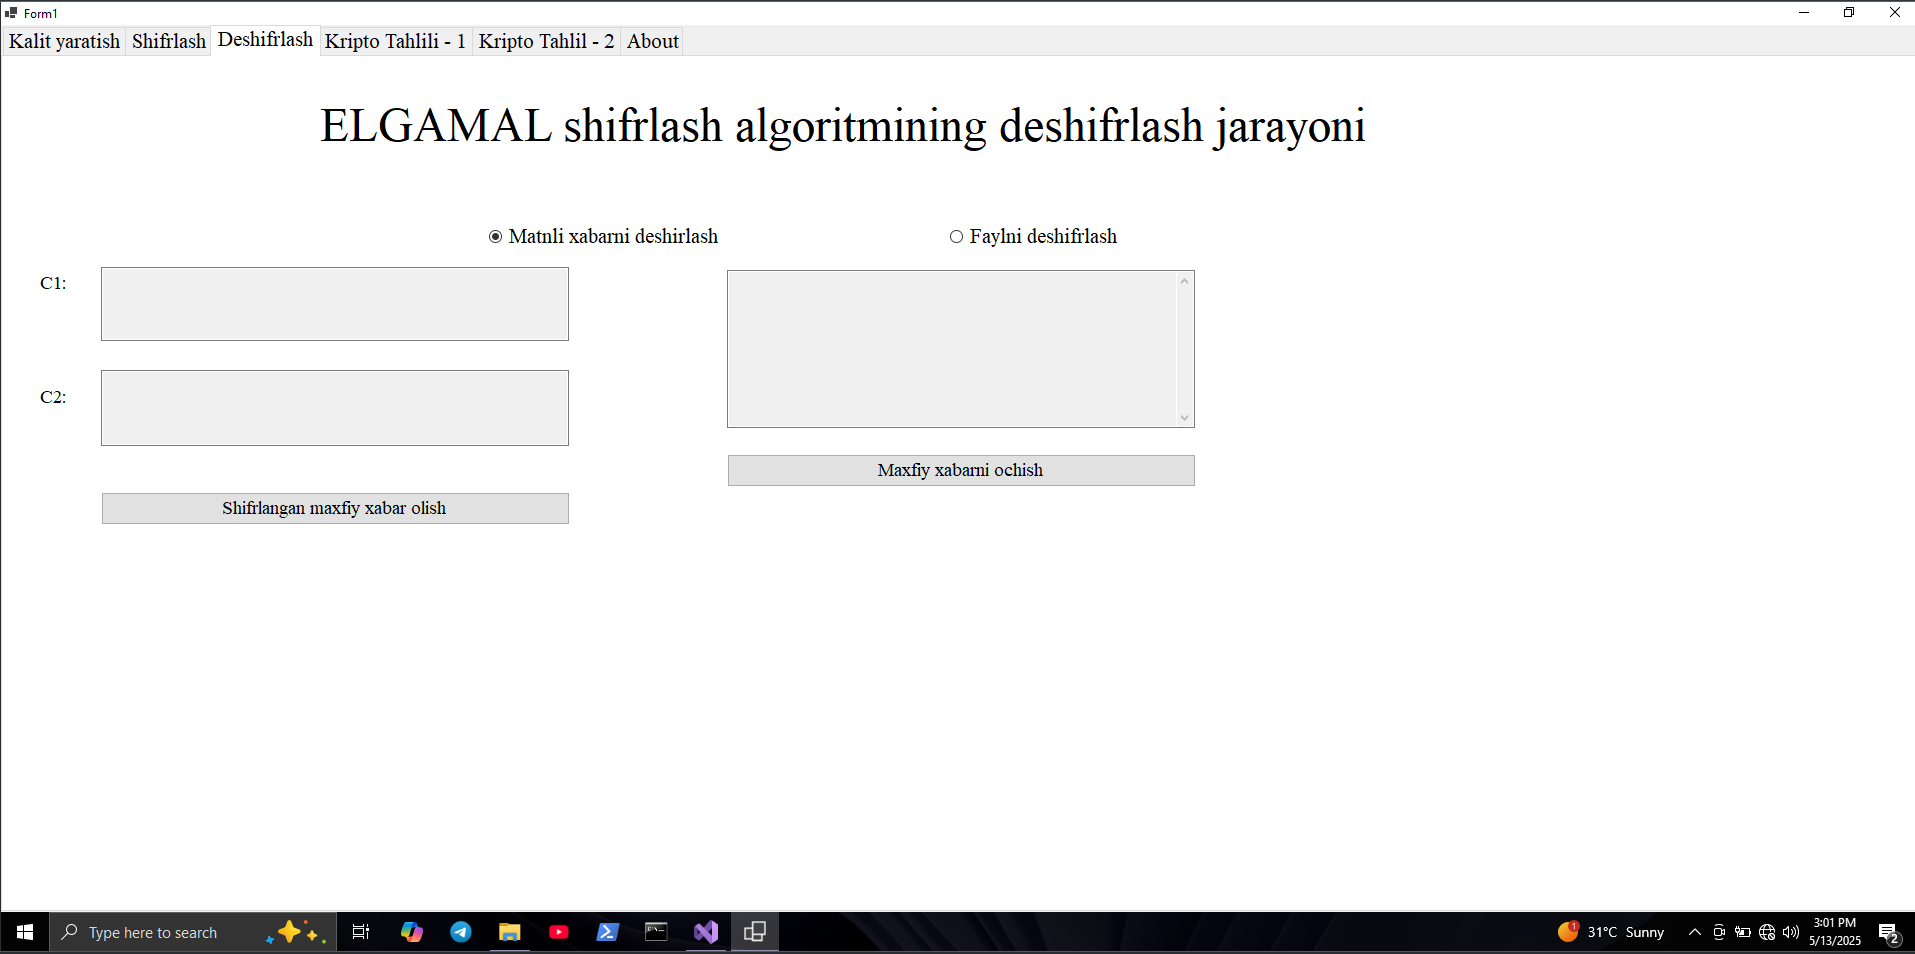 Form1
Kalit yaratish Shifrlash Deshifrlash Kripto Tahlili - 1 Kripto Tahlil - 2 About
ELGAMAL shifrlash algoritmining deshifrlash jarayoni
Matnli xabarni deshirlash Faylni deshifrlash
C1:
C2:
Maxfiy xabarni ochish
Shifrlangan maxfiy xabar olish
Type here to search
1
31°C Sunny
3:01 PM
5/13/2025
2